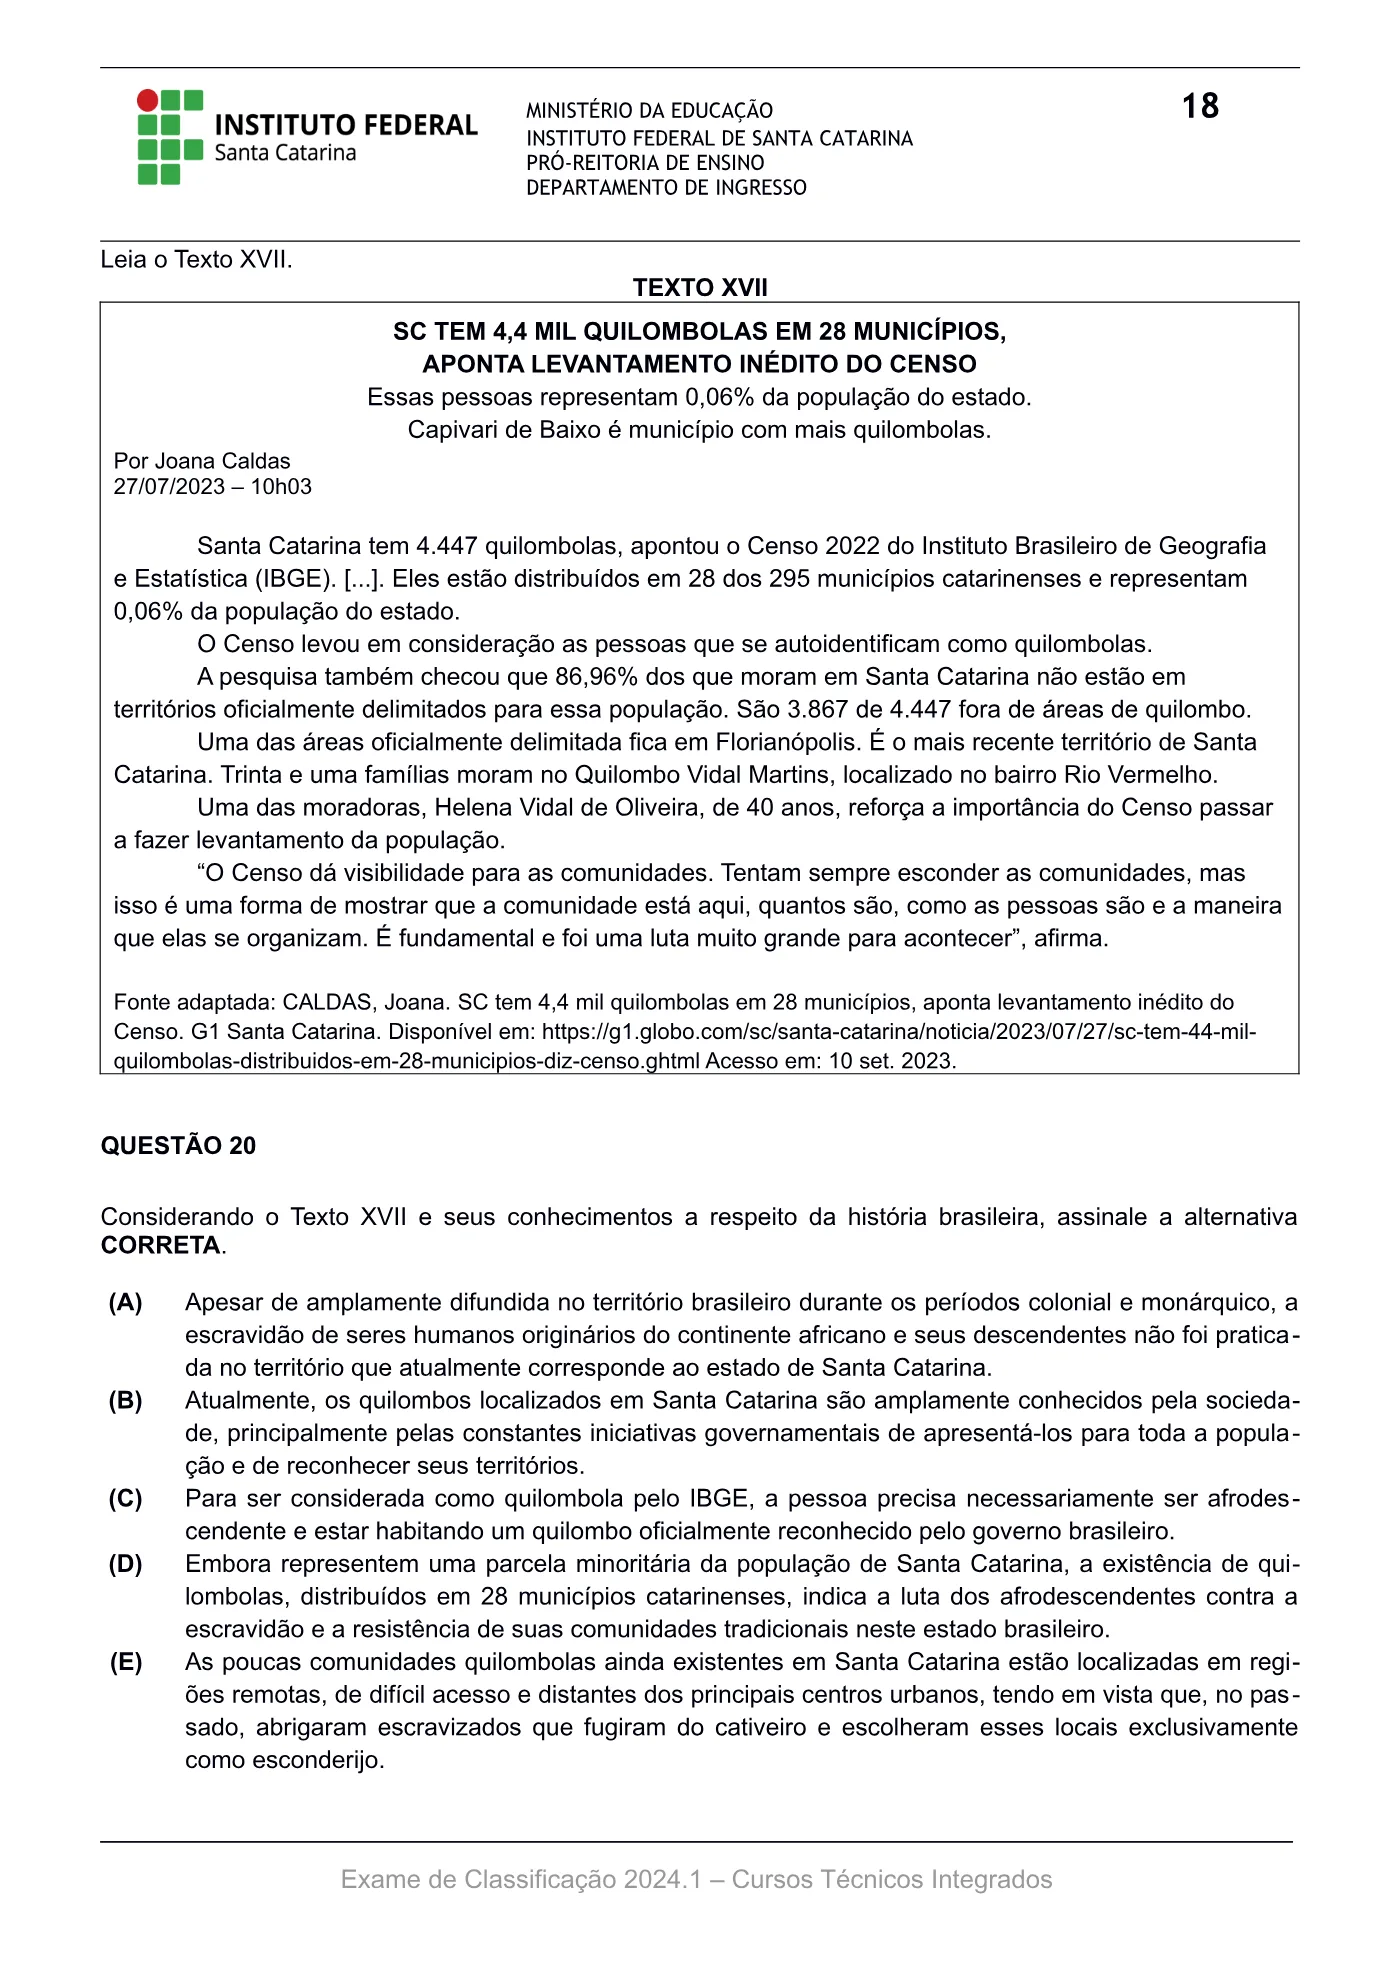 INSTITUTO FEDERAL
Santa Catarina
MINISTÉRIO DA EDUCAÇÃO
INSTITUTO FEDERAL DE SANTA CATARINA
PRÓ-REITORIA DE ENSINO
DEPARTAMENTO DE INGRESSO
18
Leia o Texto XVII.
TEXTO XVII
SC TEM 4,4 MIL QUILOMBOLAS EM 28 MUNICÍPIOS,
APONTA LEVANTAMENTO INÉDITO DO CENSO
Essas pessoas representam 0,06% da população do estado.
Capivari de Baixo é município com mais quilombolas.
Por Joana Caldas
27/07/2023 – 10h03
Santa Catarina tem 4.447 quilombolas, apontou o Censo 2022 do Instituto Brasileiro de Geografia
e Estatística (IBGE). [...]. Eles estão distribuídos em 28 dos 295 municípios catarinenses e representam
0,06% da população do estado.
O Censo levou em consideração as pessoas que se autoidentificam como quilombolas.
A pesquisa também checou que 86,96% dos que moram em Santa Catarina não estão em
territórios oficialmente delimitados para essa população. São 3.867 de 4.447 fora de áreas de quilombo.
Uma das áreas oficialmente delimitada fica em Florianópolis. É o mais recente território de Santa
Catarina. Trinta e uma famílias moram no Quilombo Vidal Martins, localizado no bairro Rio Vermelho.
Uma das moradoras, Helena Vidal de Oliveira, de 40 anos, reforça a importância do Censo passar
a fazer levantamento da população.
“O Censo dá visibilidade para as comunidades. Tentam sempre esconder as comunidades, mas
isso é uma forma de mostrar que a comunidade está aqui, quantos são, como as pessoas são e a maneira
que elas se organizam. É fundamental e foi uma luta muito grande para acontecer”, afirma.
Fonte adaptada: CALDAS, Joana. SC tem 4,4 mil quilombolas em 28 municípios, aponta levantamento inédito do
Censo. G1 Santa Catarina. Disponível em: https://g1.globo.com/sc/santa-catarina/noticia/2023/07/27/sc-tem-44-mil-
quilombolas-distribuidos-em-28-municipios-diz-censo.ghtml Acesso em: 10 set. 2023.
QUESTÃO 20
Considerando o Texto XVII e seus conhecimentos a respeito da história brasileira, assinale a alternativa
CORRETA.
(A) Apesar de amplamente difundida no território brasileiro durante os períodos colonial e monárquico, a
escravidão de seres humanos originários do continente africano e seus descendentes não foi pratica-
da no território que atualmente corresponde ao estado de Santa Catarina.
(B) Atualmente, os quilombos localizados em Santa Catarina são amplamente conhecidos pela socieda-
de, principalmente pelas constantes iniciativas governamentais de apresentá-los para toda a popula-
ção e de reconhecer seus territórios.
(C) Para ser considerada como quilombola pelo IBGE, a pessoa precisa necessariamente ser afrodes-
cendente e estar habitando um quilombo oficialmente reconhecido pelo governo brasileiro.
(D) Embora representem uma parcela minoritária da população de Santa Catarina, a existência de qui-
lombolas, distribuídos em 28 municípios catarinenses, indica a luta dos afrodescendentes contra a
escravidão e a resistência de suas comunidades tradicionais neste estado brasileiro.
(E) As poucas comunidades quilombolas ainda existentes em Santa Catarina estão localizadas em regi-
ões remotas, de difícil acesso e distantes dos principais centros urbanos, tendo em vista que, no pas-
sado, abrigaram escravizados que fugiram do cativeiro e escolheram esses locais exclusivamente
como esconderijo.
Exame de Classificação 2024.1 – Cursos Técnicos Integrados